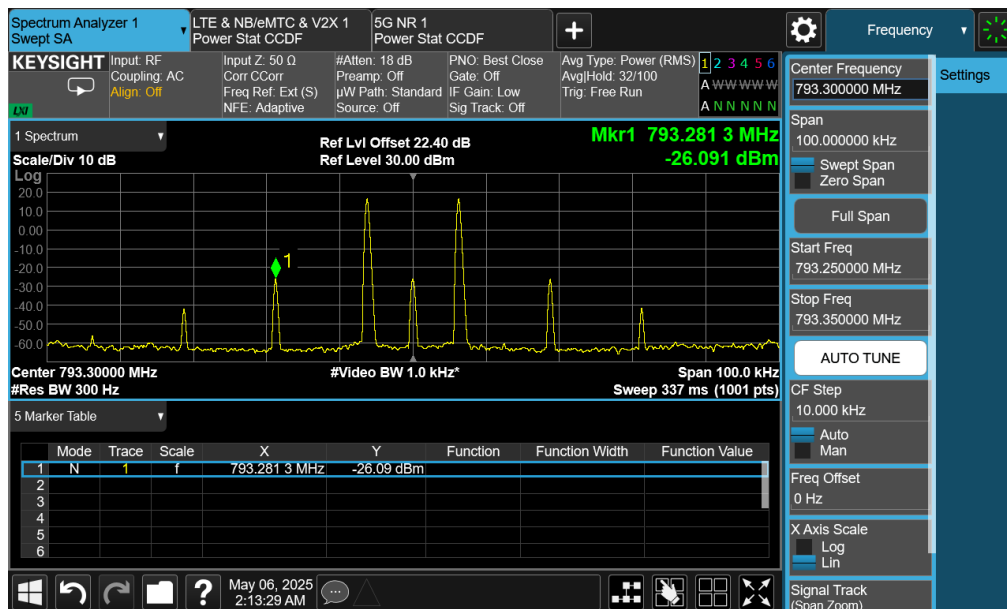 Spectrum Analyzer 1
Swept SA
LTE & NB/eMTC & V2X 1
Power Stat CCDF
5G NR 1
Power Stat CCDF
+
Frequency
KEYSIGHT
LXI
Input: RF
Coupling: AC
Align: Off
Input Z: 50 Ω
Corr CCorr
Freq Ref: Ext (S)
NFE: Adaptive
#Atten: 18 dB
Preamp: Off
µW Path: Standard
Source: Off
PNO: Best Close
Gate: Off
IF Gain: Low
Sig Track: Off
Avg Type: Power (RMS)
Avg|Hold: 32/100
Trig: Free Run
1 2 3 4 5 6
A W W W W W
A N N N N N
1 Spectrum
Scale/Div 10 dB
Ref Lvl Offset 22.40 dB
Ref Level 30.00 dBm
Mkr1 793.281 3 MHz
-26.091 dBm
Log
20.0
10.0
0.00
-10.0
-20.0
-30.0
-40.0
-50.0
-60.0
1
Center 793.30000 MHz
#Res BW 300 Hz
#Video BW 1.0 kHz*
Span 100.0 kHz
Sweep 337 ms (1001 pts)
5 Marker Table
Mode Trace Scale X Y Function Function Width Function Value
1 N 1 f 793.281 3 MHz -26.09 dBm
2
3
4
5
6
?
May 06, 2025
2:13:29 AM
Center Frequency
793.300000 MHz
Span
100.000000 kHz
Swept Span
Zero Span
Full Span
Start Freq
793.250000 MHz
Stop Freq
793.350000 MHz
AUTO TUNE
CF Step
10.000 kHz
Auto
Man
Freq Offset
0 Hz
X Axis Scale
Log
Lin
Signal Track
(Span Zoom)
Settings